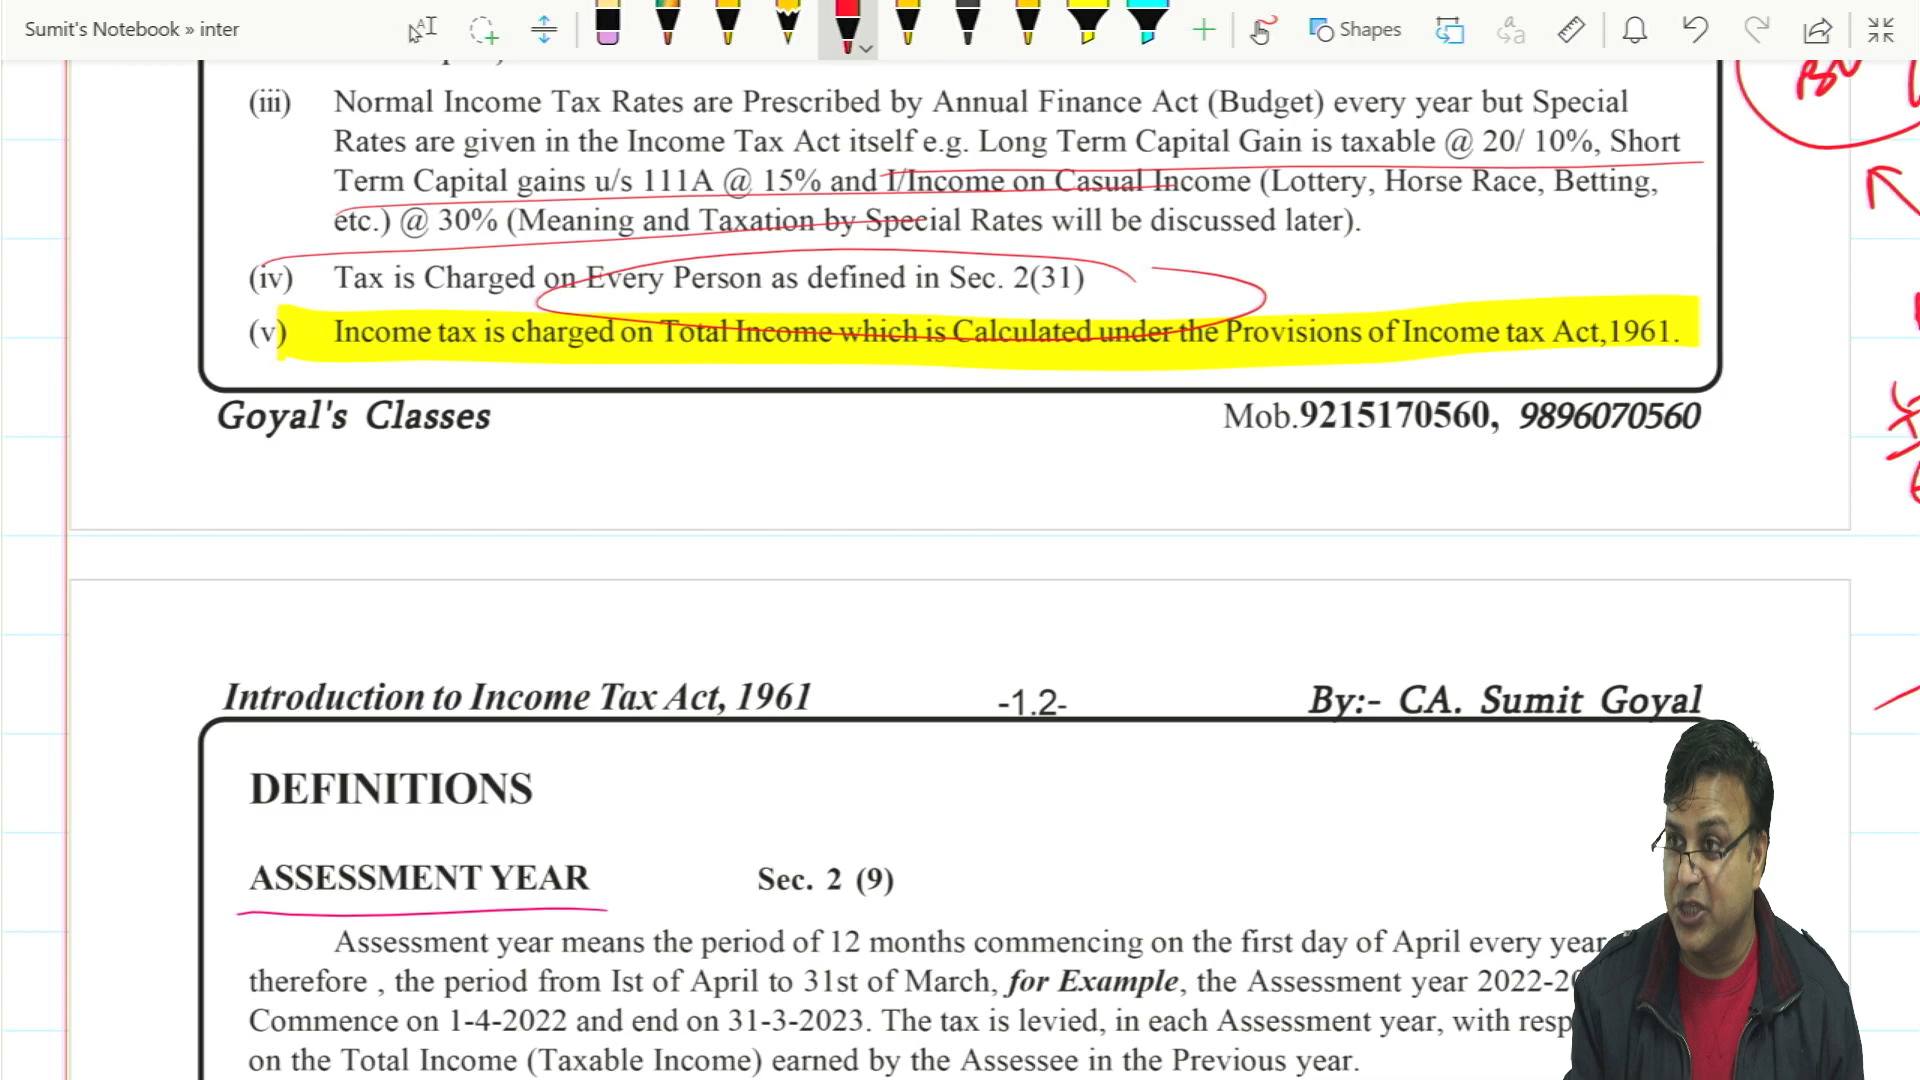 Sumit's Notebook » inter
Shapes
(iii) Normal Income Tax Rates are Prescribed by Annual Finance Act (Budget) every year but Special
Rates are given in the Income Tax Act itself e.g. Long Term Capital Gain is taxable @ 20/ 10%, Short
Term Capital gains u/s 111A @ 15% and I/Income on Casual Income (Lottery, Horse Race, Betting,
etc.) @ 30% (Meaning and Taxation by Special Rates will be discussed later).
(iv) Tax is Charged on Every Person as defined in Sec. 2(31)
(v) Income tax is charged on Total Income which is Calculated under the Provisions of Income tax Act,1961.
Goyal's Classes Mob.9215170560, 9896070560
Introduction to Income Tax Act, 1961 -1.2- By:- CA. Sumit Goyal
DEFINITIONS
ASSESSMENT YEAR Sec. 2 (9)
Assessment year means the period of 12 months commencing on the first day of April every year
therefore , the period from Ist of April to 31st of March, for Example, the Assessment year 2022-20
Commence on 1-4-2022 and end on 31-3-2023. The tax is levied, in each Assessment year, with resp
on the Total Income (Taxable Income) earned by the Assessee in the Previous year.